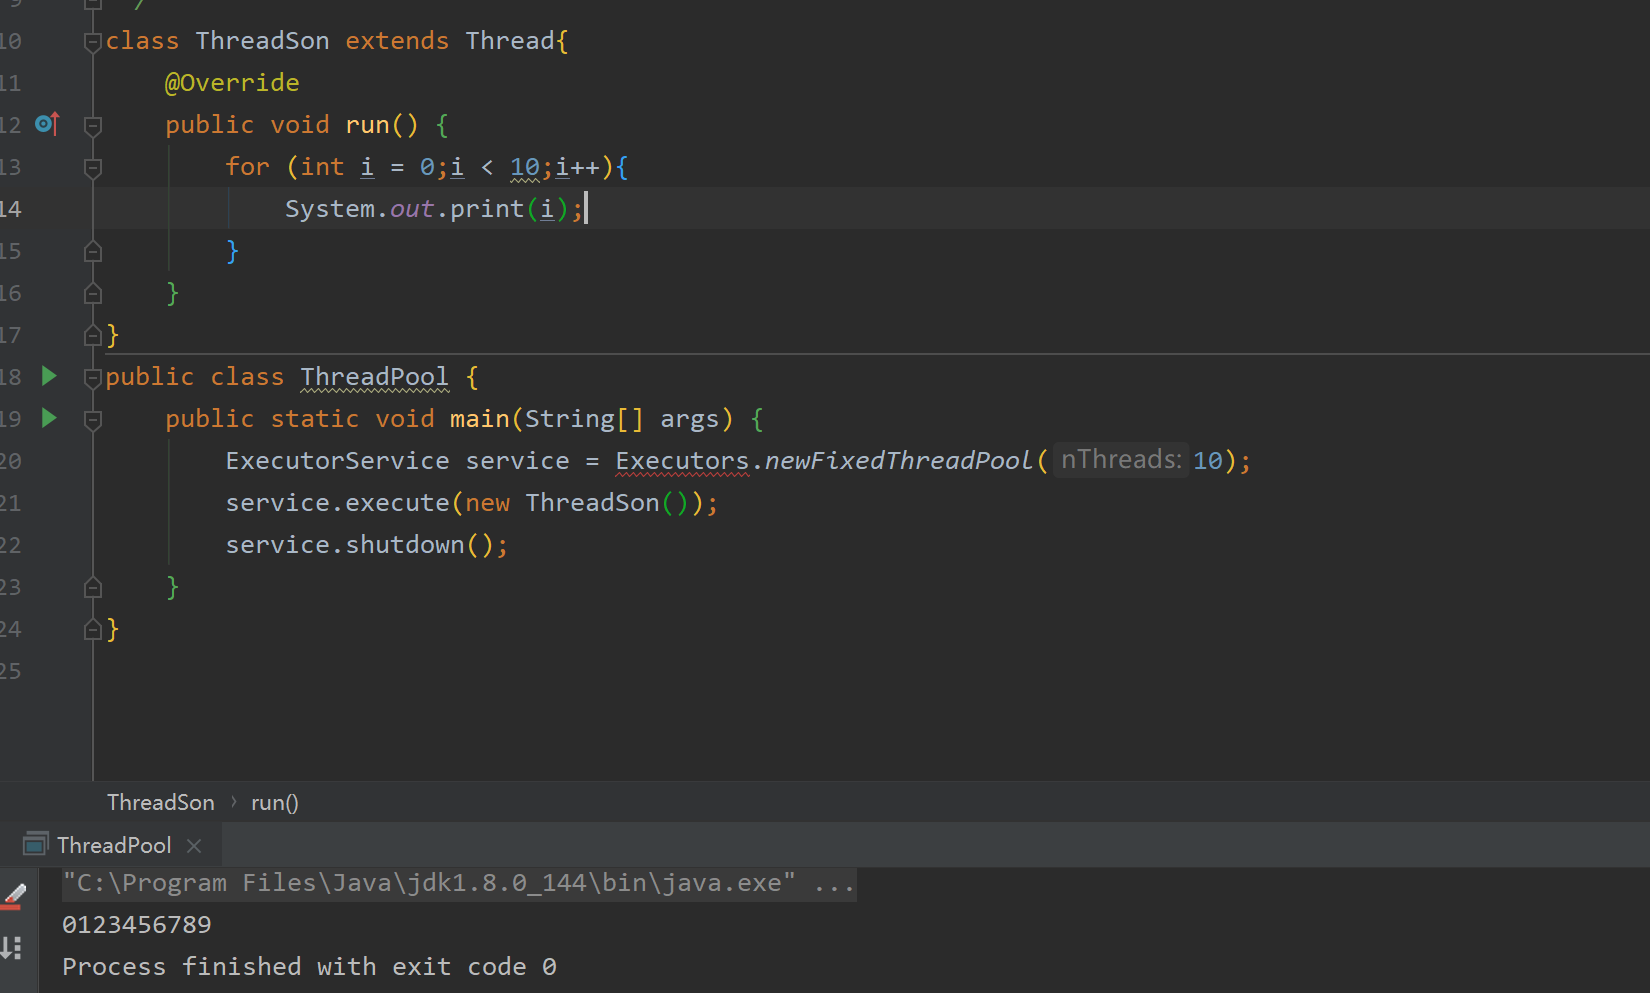 9 /
10 class ThreadSon extends Thread{
11 @Override
12 public void run() {
13 for (int i = 0;i < 10;i++){
14 System.out.print(i);
15 }
16 }
17 }
18 public class ThreadPool {
19 public static void main(String[] args) {
20 ExecutorService service = Executors.newFixedThreadPool( nThreads: 10);
21 service.execute(new ThreadSon());
22 service.shutdown();
23 }
24 }
25
ThreadSon › run()
ThreadPool ×
"C:\Program Files\Java\jdk1.8.0_144\bin\java.exe" ...
0123456789
Process finished with exit code 0